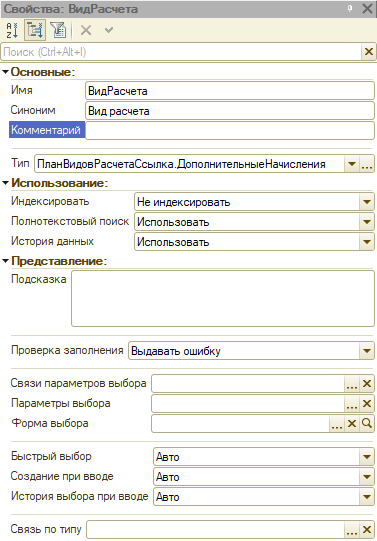 Свойства: ВидРасчета
Поиск (Ctrl+Alt+I)
Основные:
Имя ВидРасчета
Синоним Вид расчета
Комментарий
Тип ПланВидовРасчетаСсылка.ДополнительныеНачисления
Использование:
Индексировать Не индексировать
Полнотекстовый поиск Использовать
История данных Использовать
Представление:
Подсказка
Проверка заполнения Выдавать ошибку
Связи параметров выбора
Параметры выбора
Форма выбора
Быстрый выбор Авто
Создание при вводе Авто
История выбора при вводе Авто
Связь по типу